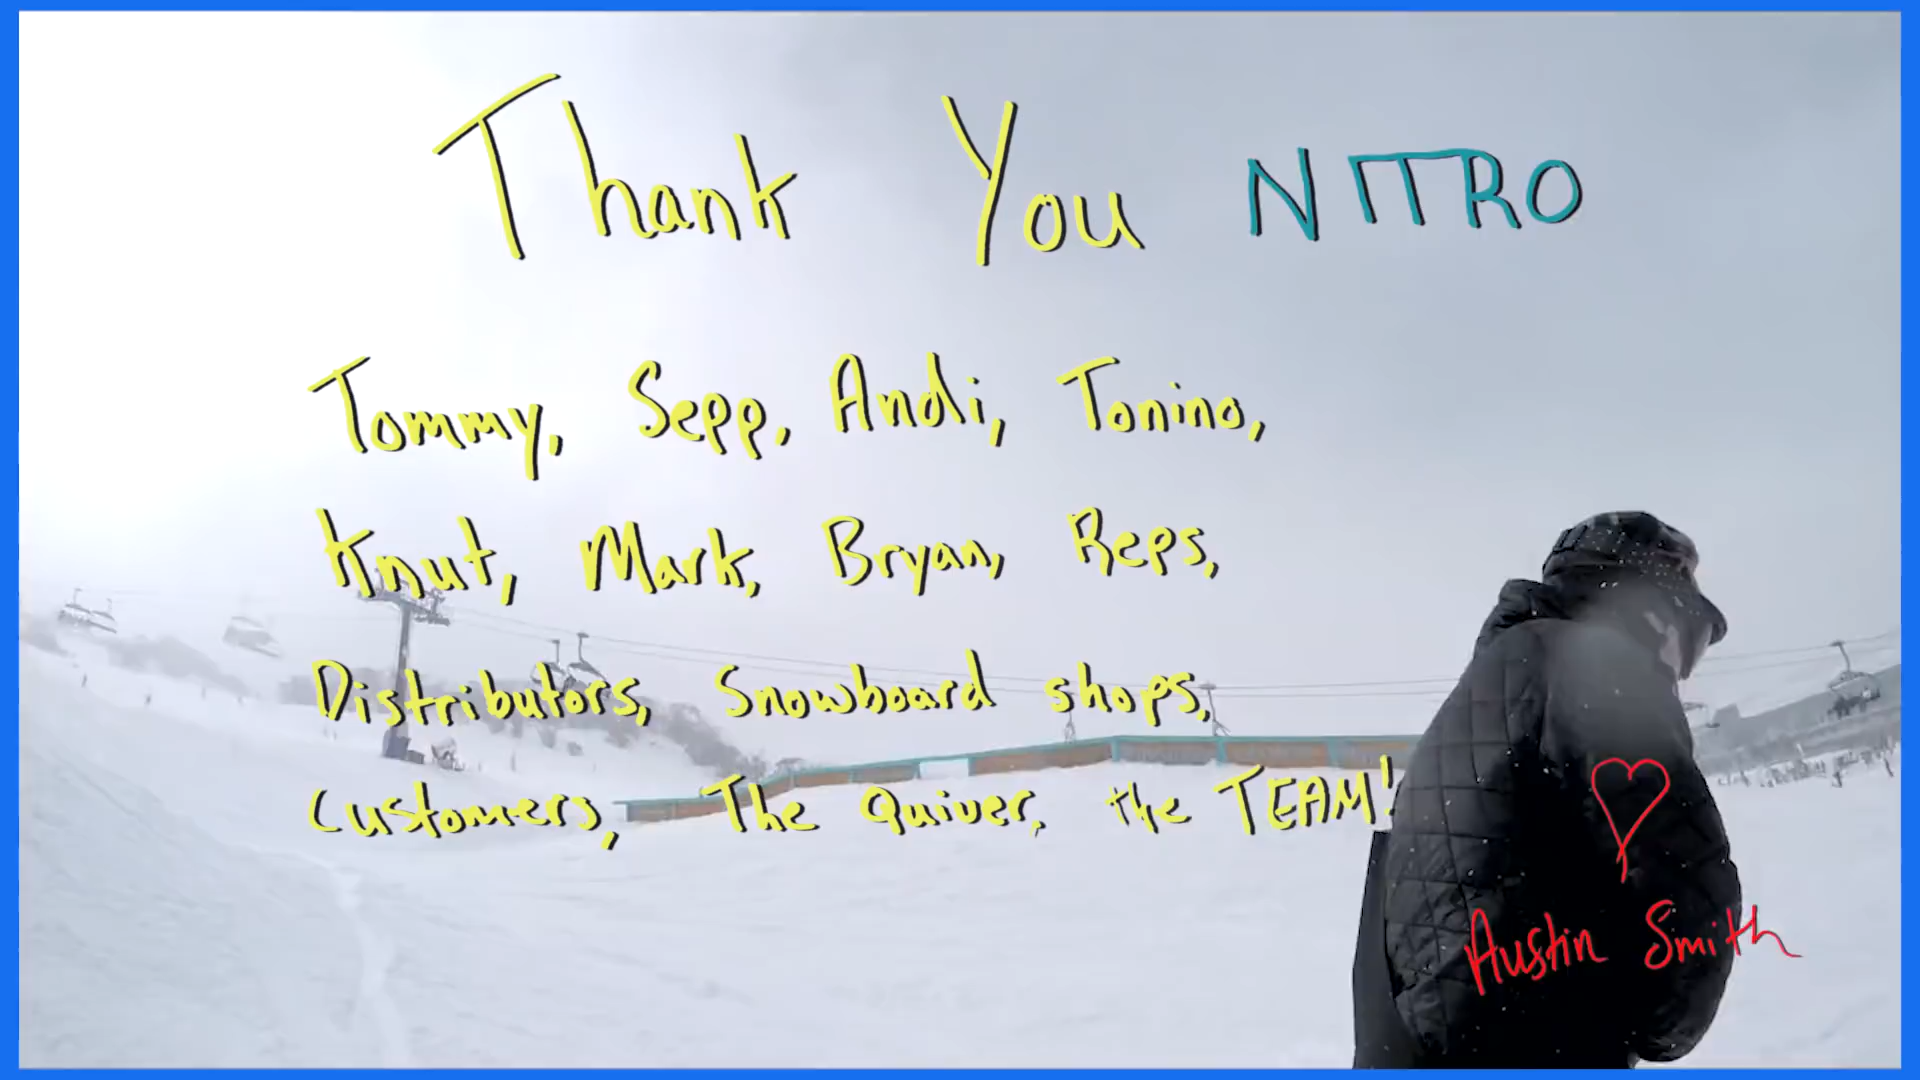 Thank You NITRO
Tommy, Sepp, Andi, Tonino,
Knut, Mark, Bryan, Reps,
Distributors, Snowboard shops,
Customers, The Quiver, the TEAM!
Austin Smith